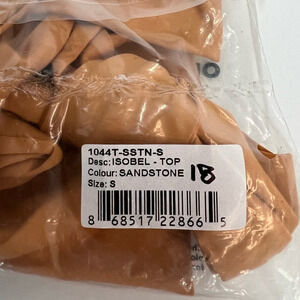 1044T-SSTN-S
Desc: ISOBEL - TOP
Colour: SANDSTONE 18
Size: S
8 68517 22866 5